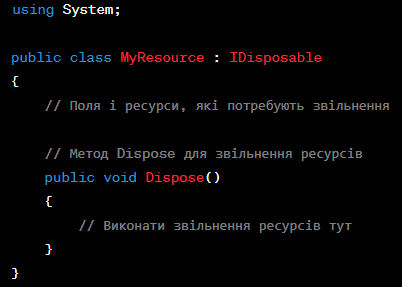 using System;
public class MyResource : IDisposable
{
// Поля і ресурси, які потребують звільнення
// Метод Dispose для звільнення ресурсів
public void Dispose()
{
// Виконати звільнення ресурсів тут
}
}